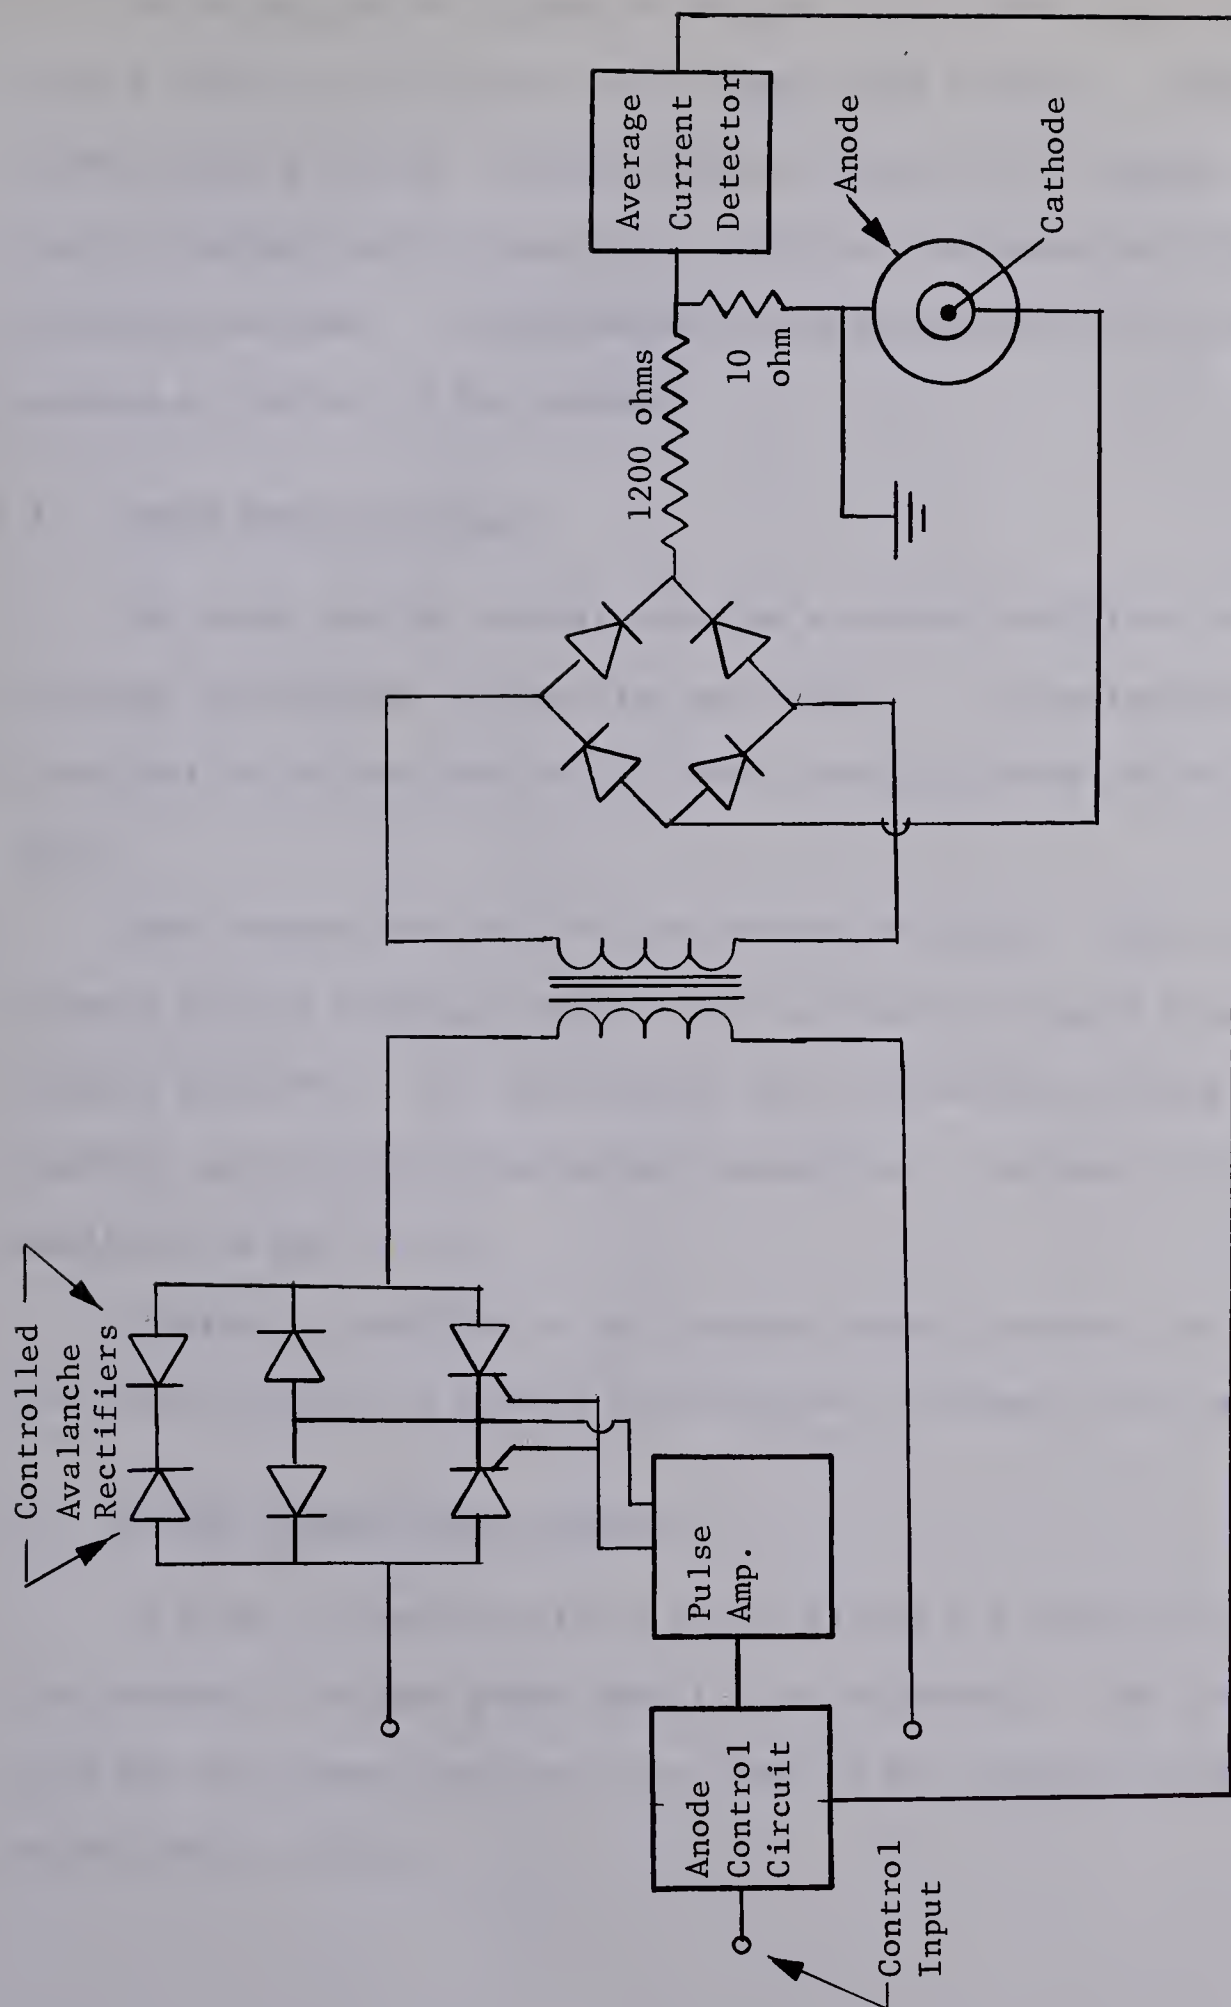 Controlled
Avalanche
Rectifiers
Control
Input
Anode
Control
Circuit
Pulse
Amp.
1200 ohms
10
ohm
Average
Current
Detector
Anode
Cathode